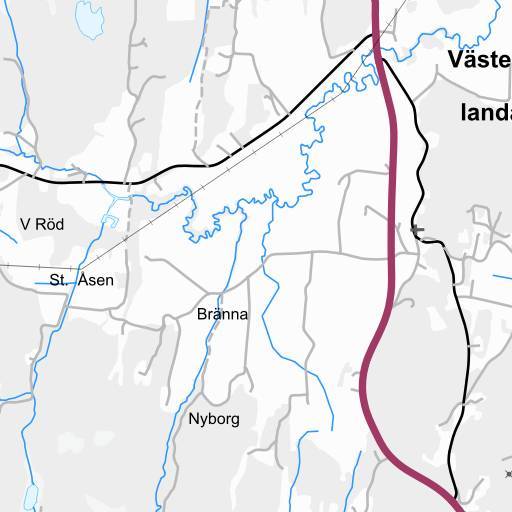 Väste
landa
V Röd
St. Åsen
Bränna
Nyborg